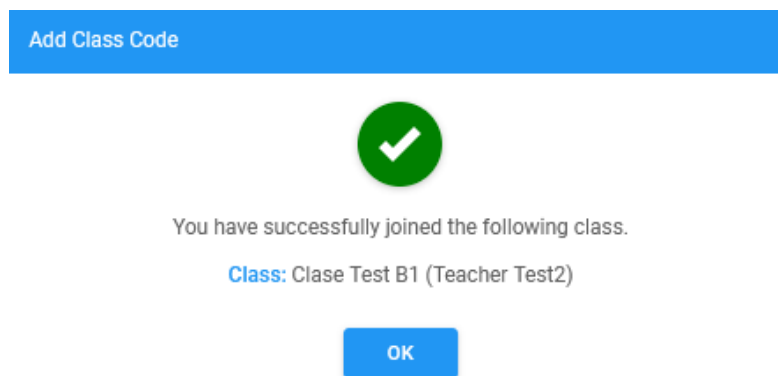 Add Class Code
You have successfully joined the following class.
Class: Clase Test B1 (Teacher Test2)
OK